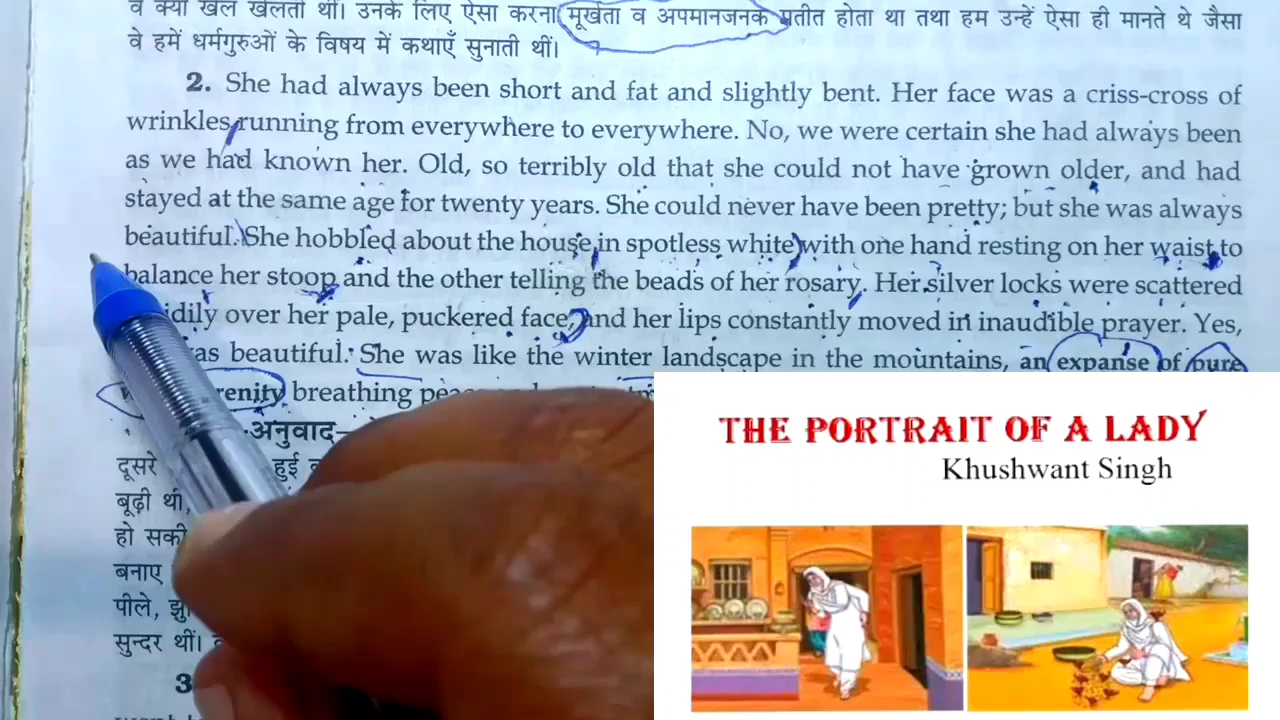 व क्या खेल खेलती थीं। उनके लिए ऐसा करना मूर्खता व अपमानजनक प्रतीत होता था तथा हम उन्हें ऐसा ही मानते थे जैसा
वे हमें धर्मगुरुओं के विषय में कथाएँ सुनाती थीं।
2. She had always been short and fat and slightly bent. Her face was a criss-cross of
wrinkles running from everywhere to everywhere. No, we were certain she had always been
as we had known her. Old, so terribly old that she could not have grown older, and had
stayed at the same age for twenty years. She could never have been pretty; but she was always
beautiful. She hobbled about the house in spotless white with one hand resting on her waist to
balance her stoop and the other telling the beads of her rosary. Her silver locks were scattered
idily over her pale, puckered face, and her lips constantly moved in inaudible prayer. Yes,
as beautiful. She was like the winter landscape in the mountains, an expanse of pure
renity breathing
अनुवाद—
दूसरे हुई
बूढ़ी थी,
हो सकी
बनाए
पीले,
सुन्दर थीं।
3
THE PORTRAIT OF A LADY
Khushwant Singh